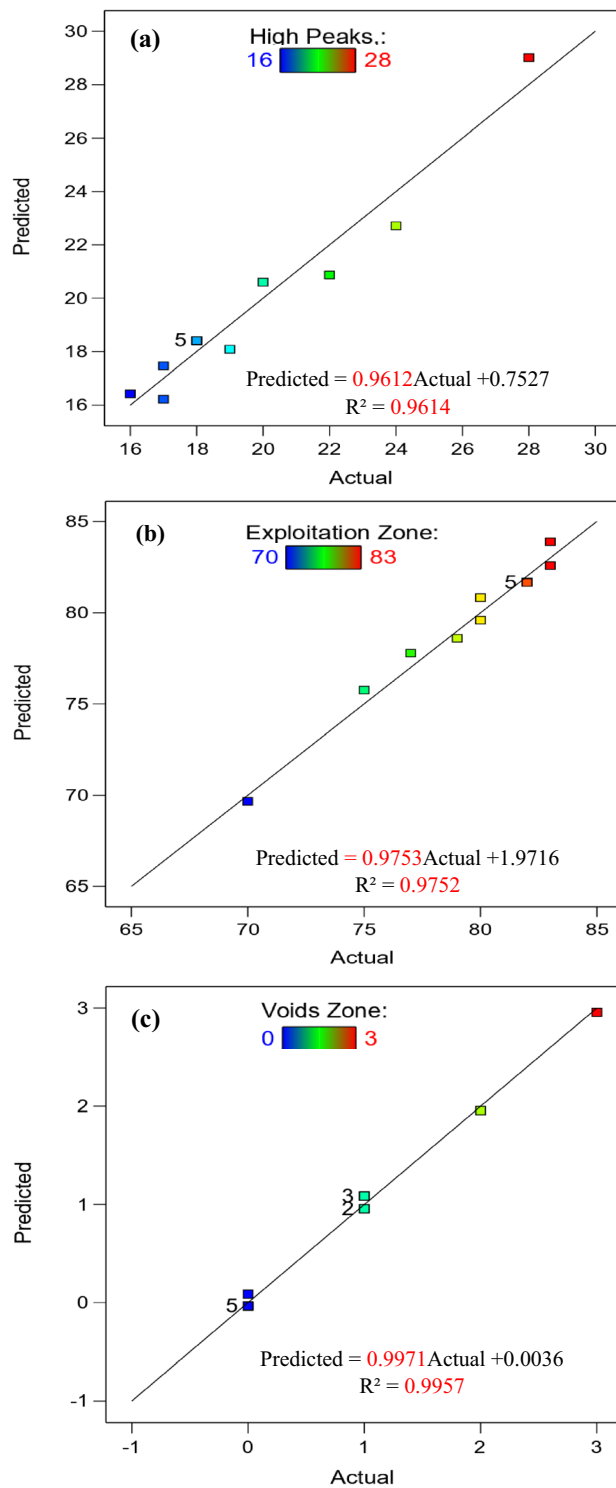 (a)
High Peaks,:
16 28
30
28
26
24
22
20
18
16
Predicted
5
Predicted = 0.9612Actual +0.7527
R² = 0.9614
16 18 20 22 24 26 28 30
Actual
(b)
Exploitation Zone:
70 83
85
80
75
70
65
Predicted
5
Predicted = 0.9753Actual +1.9716
R² = 0.9752
65 70 75 80 85
Actual
(c)
Voids Zone:
0 3
3
2
1
0
-1
Predicted
3
2
5
Predicted = 0.9971Actual +0.0036
R² = 0.9957
-1 0 1 2 3
Actual